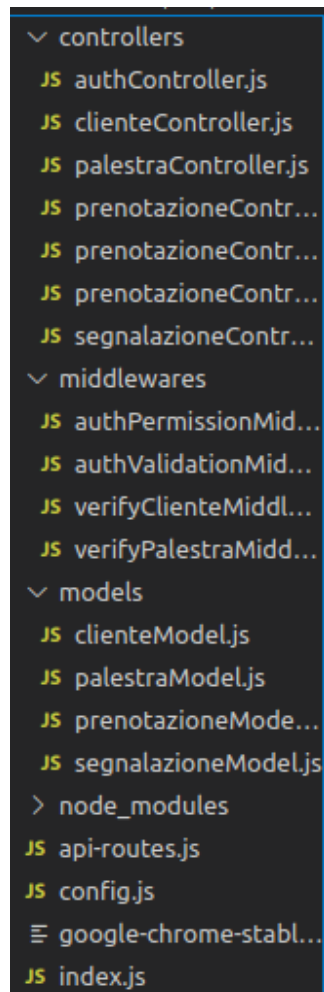 controllers
JS authController.js
JS clienteController.js
JS palestraController.js
JS prenotazioneContr...
JS prenotazioneContr...
JS prenotazioneContr...
JS segnalazioneContr...
middlewares
JS authPermissionMid...
JS authValidationMid...
JS verifyClienteMiddl...
JS verifyPalestraMidd...
models
JS clienteModel.js
JS palestraModel.js
JS prenotazioneMode...
JS segnalazioneModel.js
node_modules
JS api-routes.js
JS config.js
google-chrome-stabl...
JS index.js